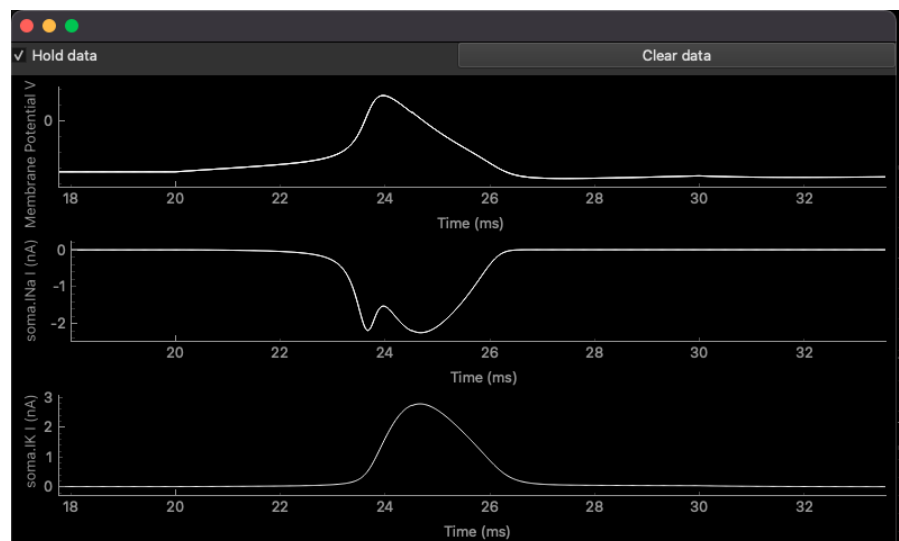 Hold data
Clear data
Membrane Potential V
0
18 20 22 24 26 28 30 32
Time (ms)
soma.INa I (nA)
0
-1
-2
20 22 24 26 28 30 32
Time (ms)
soma.IK I (nA)
3
2
1
0
18 20 22 24 26 28 30 32
Time (ms)